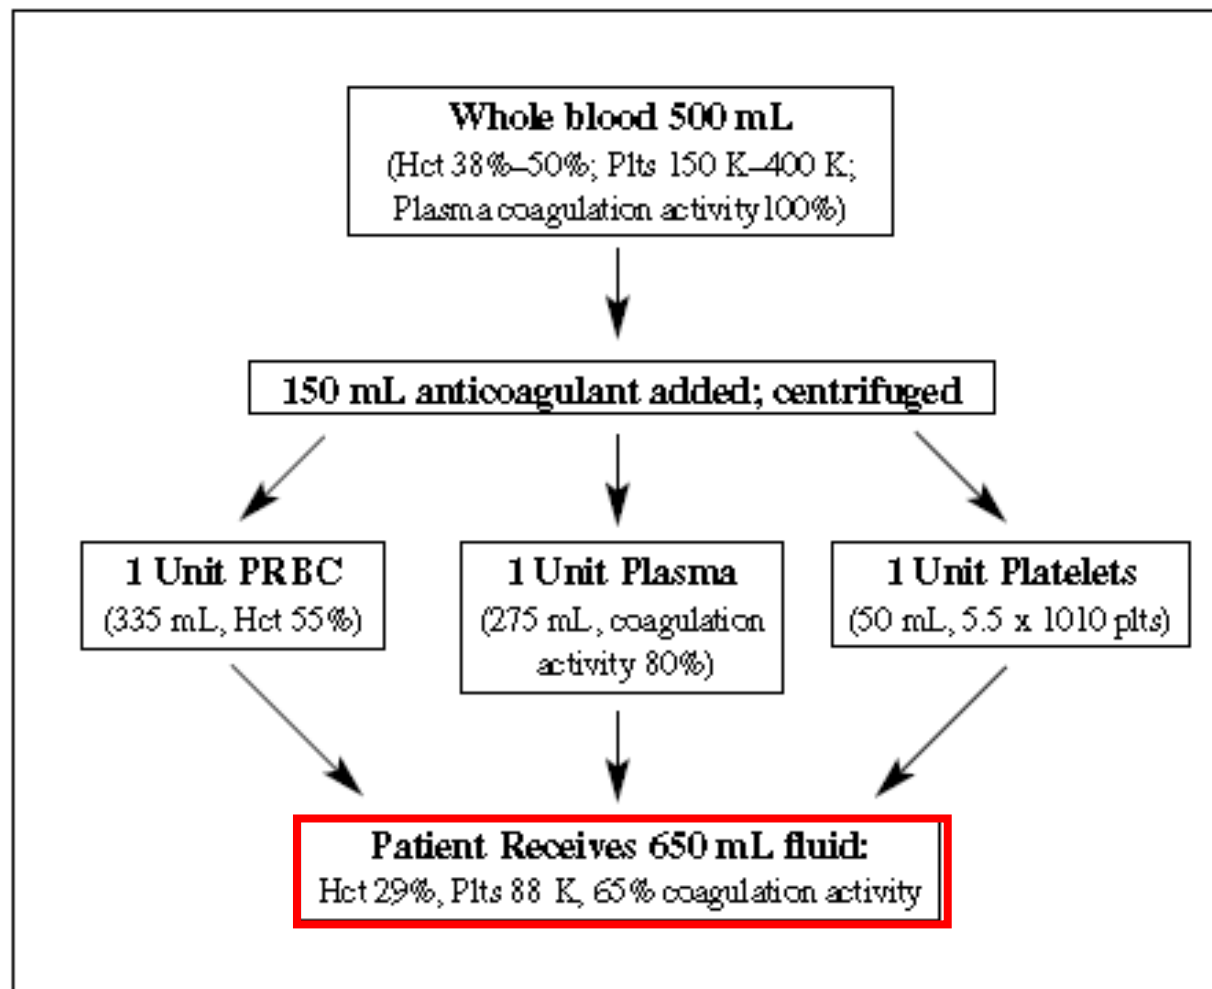 Whole blood 500 mL
(Hct 38%–50%; Plts 150 K–400 K;
Plasma coagulation activity 100%)
150 mL anticoagulant added; centrifuged
1 Unit PRBC
(335 mL, Hct 55%)
1 Unit Plasma
(275 mL, coagulation
activity 80%)
1 Unit Platelets
(50 mL, 5.5 x 1010 plts)
Patient Receives 650 mL fluid:
Hct 29%, Plts 88 K, 65% coagulation activity